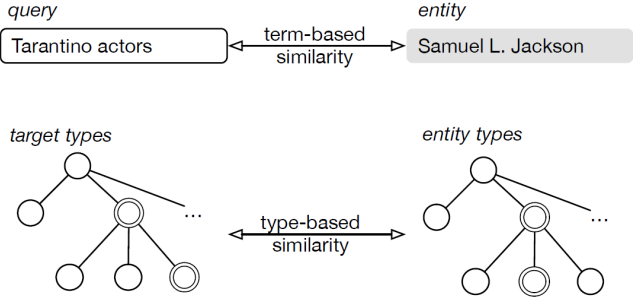 query
entity
Tarantino actors
term-based
similarity
Samuel L. Jackson
target types
entity types
...
...
type-based
similarity